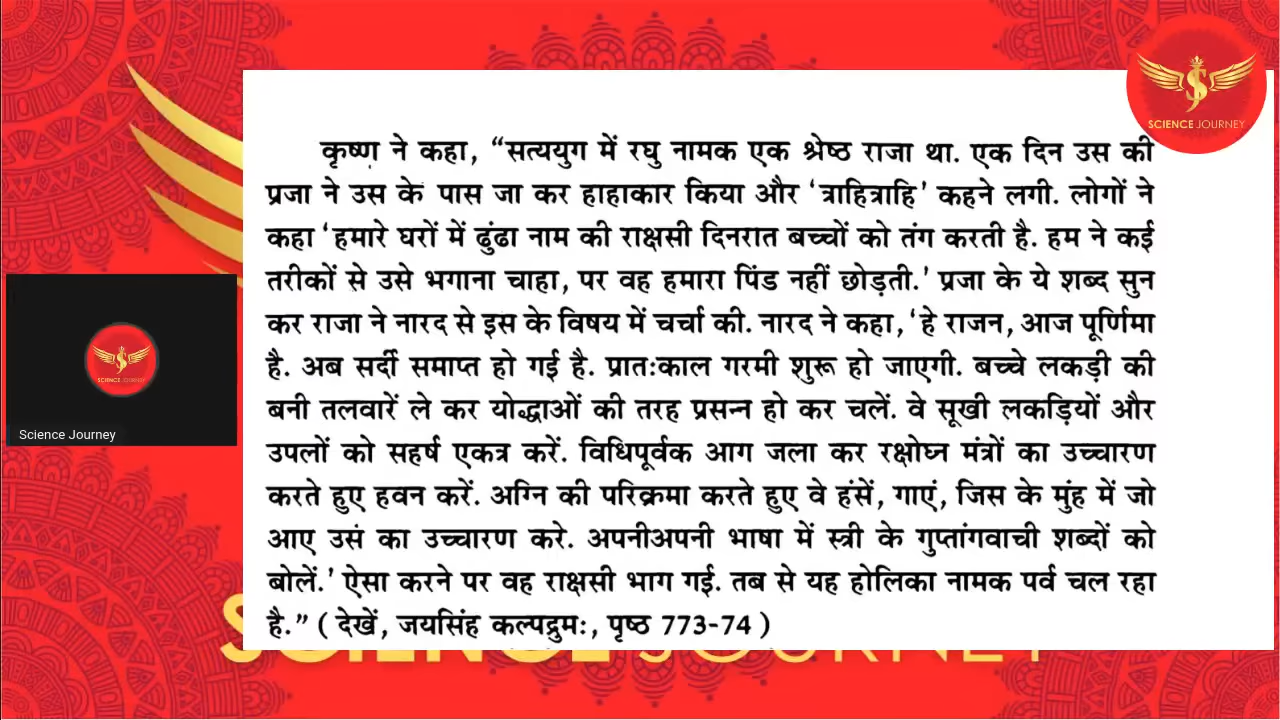 SCIENCE JOURNEY
कृष्ण ने कहा, “सत्ययुग में रघु नामक एक श्रेष्ठ राजा था. एक दिन उस की
प्रजा ने उस के पास जा कर हाहाकार किया और ‘त्राहित्राहि’ कहने लगी. लोगों ने
कहा ‘हमारे घरों में ढुंढा नाम की राक्षसी दिनरात बच्चों को तंग करती है. हम ने कई
तरीकों से उसे भगाना चाहा, पर वह हमारा पिंड नहीं छोड़ती.’ प्रजा के ये शब्द सुन
कर राजा ने नारद से इस के विषय में चर्चा की. नारद ने कहा, ‘हे राजन, आज पूर्णिमा
है. अब सर्दी समाप्त हो गई है. प्रातःकाल गरमी शुरू हो जाएगी. बच्चे लकड़ी की
बनी तलवारें ले कर योद्धाओं की तरह प्रसन्न हो कर चलें. वे सूखी लकड़ियों और
उपलों को सहर्ष एकत्र करें. विधिपूर्वक आग जला कर रक्षोघ्न मंत्रों का उच्चारण
करते हुए हवन करें. अग्नि की परिक्रमा करते हुए वे हंसें, गाएं, जिस के मुंह में जो
आए उस का उच्चारण करे. अपनीअपनी भाषा में स्त्री के गुप्तांगवाची शब्दों को
बोलें.’ ऐसा करने पर वह राक्षसी भाग गई. तब से यह होलिका नामक पर्व चल रहा
है.” ( देखें, जयसिंह कल्पद्रुमः, पृष्ठ 773-74 )
SCIENCE JOURNEY
Science Journey
SCIENCE JOURNEY